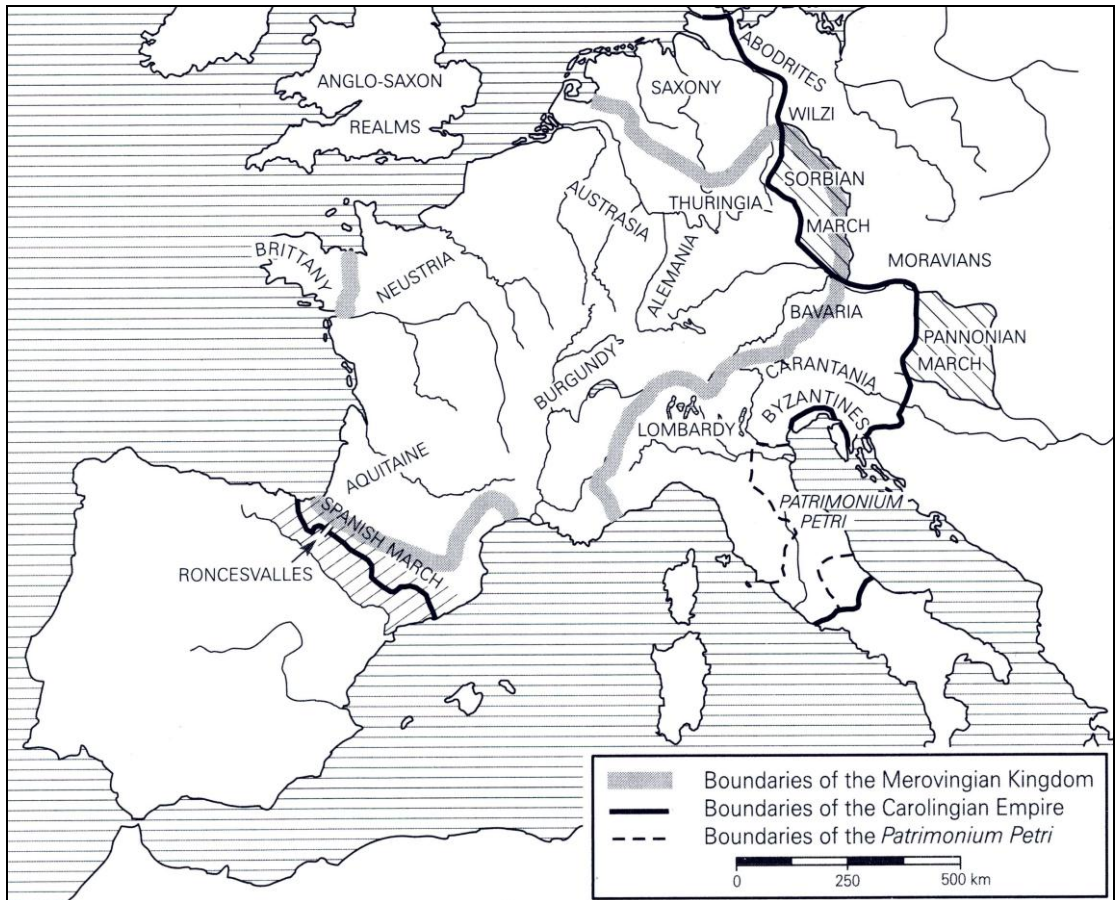 ABODRITES
ANGLO-SAXON
REALMS
SAXONY
WILZI
SORBIAN
MARCH
THURINGIA
AUSTRASIA
ALEMANIA
BRITTANY
NEUSTRIA
MORAVIANS
BAVARIA
PANNONIAN
MARCH
CARANTANIA
BURGUNDY
BYZANTINES
LOMBARDY
AQUITAINE
PATRIMONIUM
PETRI
SPANISH MARCH
RONCESVALLES
Boundaries of the Merovingian Kingdom
Boundaries of the Carolingian Empire
Boundaries of the Patrimonium Petri
0 250 500 km